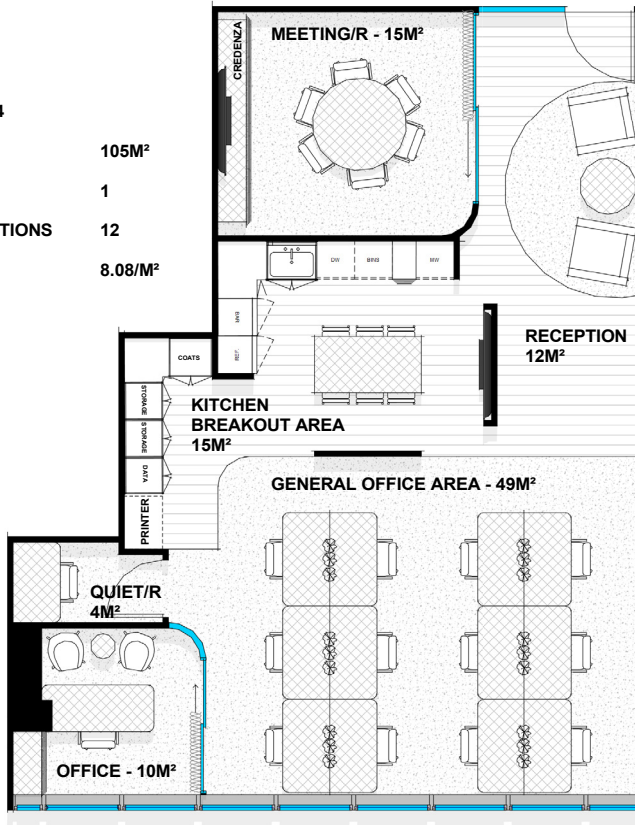 4
105M²
1
TIONS 12
8.08/M²
CREDENZA
MEETING/R - 15M²
DW
BINS
MW
BAR
REF.
COATS
RECEPTION
12M²
STORAGE
STORAGE
DATA
PRINTER
KITCHEN
BREAKOUT AREA
15M²
GENERAL OFFICE AREA - 49M²
QUIET/R
4M²
OFFICE - 10M²